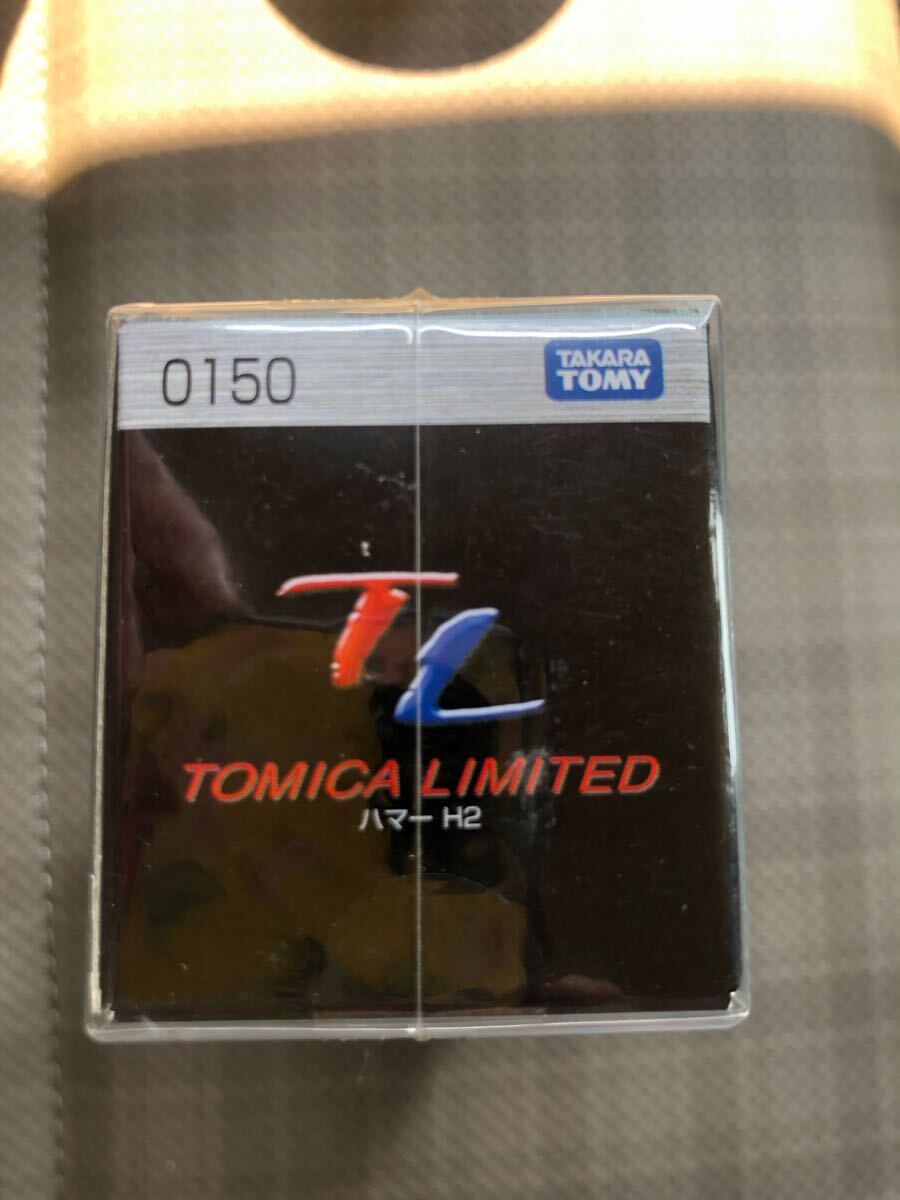 0150
TAKARA
TOMY
TL
TOMICA LIMITED
ハマー H2